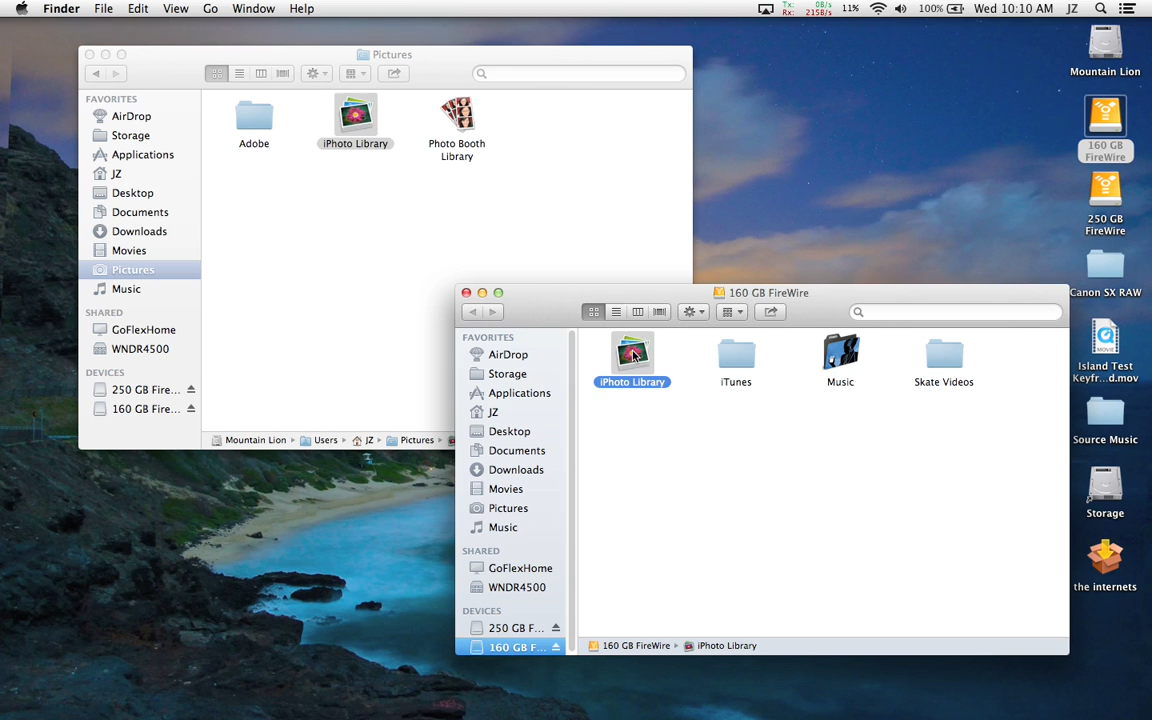 Finder File Edit View Go Window Help
Tx: 0B/s
Rx: 215B/s
11% 100% Wed 10:10 AM JZ
Pictures
FAVORITES
AirDrop
Storage
Applications
JZ
Desktop
Documents
Downloads
Movies
Pictures
Music
SHARED
GoFlexHome
WNDR4500
DEVICES
250 GB Fire...
160 GB Fire...
Adobe
iPhoto Library
Photo Booth
Library
Mountain Lion Users JZ Pictures
160 GB FireWire
FAVORITES
AirDrop
Storage
Applications
JZ
Desktop
Documents
Downloads
Movies
Pictures
Music
SHARED
GoFlexHome
WNDR4500
DEVICES
250 GB F...
160 GB F...
iPhoto Library
iTunes
Music
Skate Videos
160 GB FireWire iPhoto Library
Mountain Lion
160 GB
FireWire
250 GB
FireWire
Canon SX RAW
MOVIE
Island Test
Keyfr...d.mov
Source Music
Storage
the internets